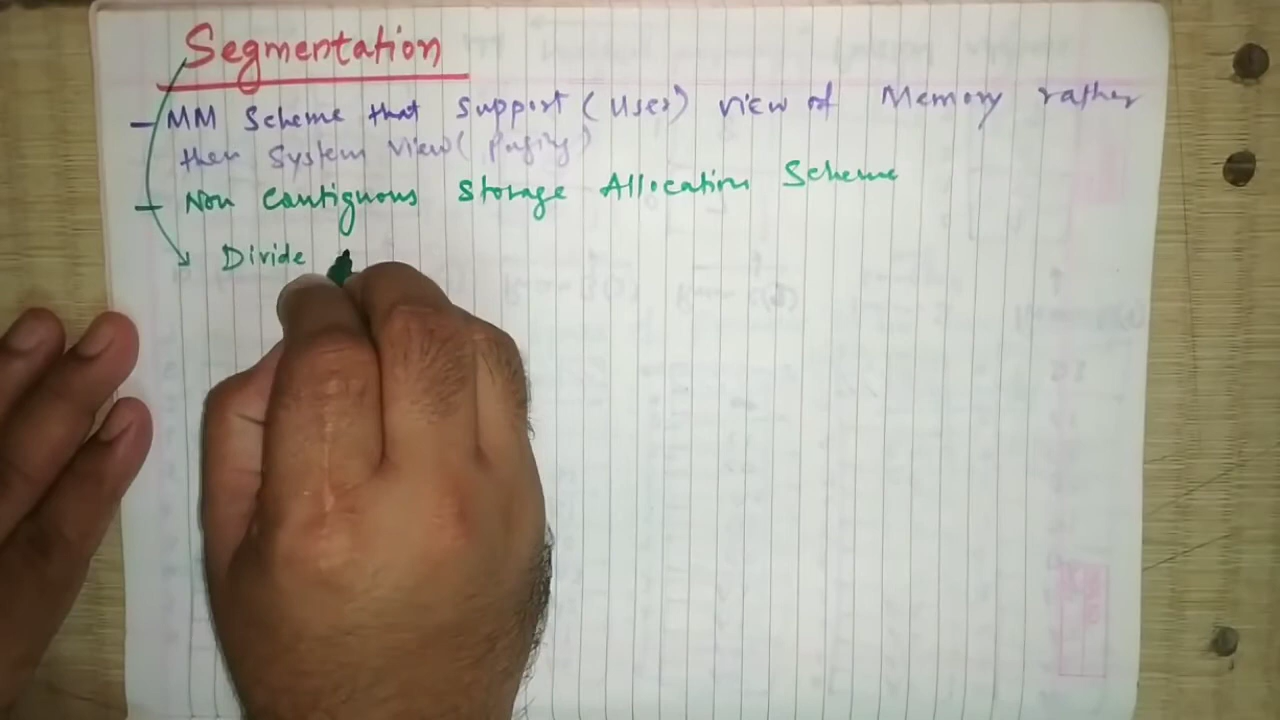 Segmentation
- MM Scheme that Support (User) view of Memory rather
then System View (Paging)
- Non Contiguous Storage Allocation Scheme
Divide